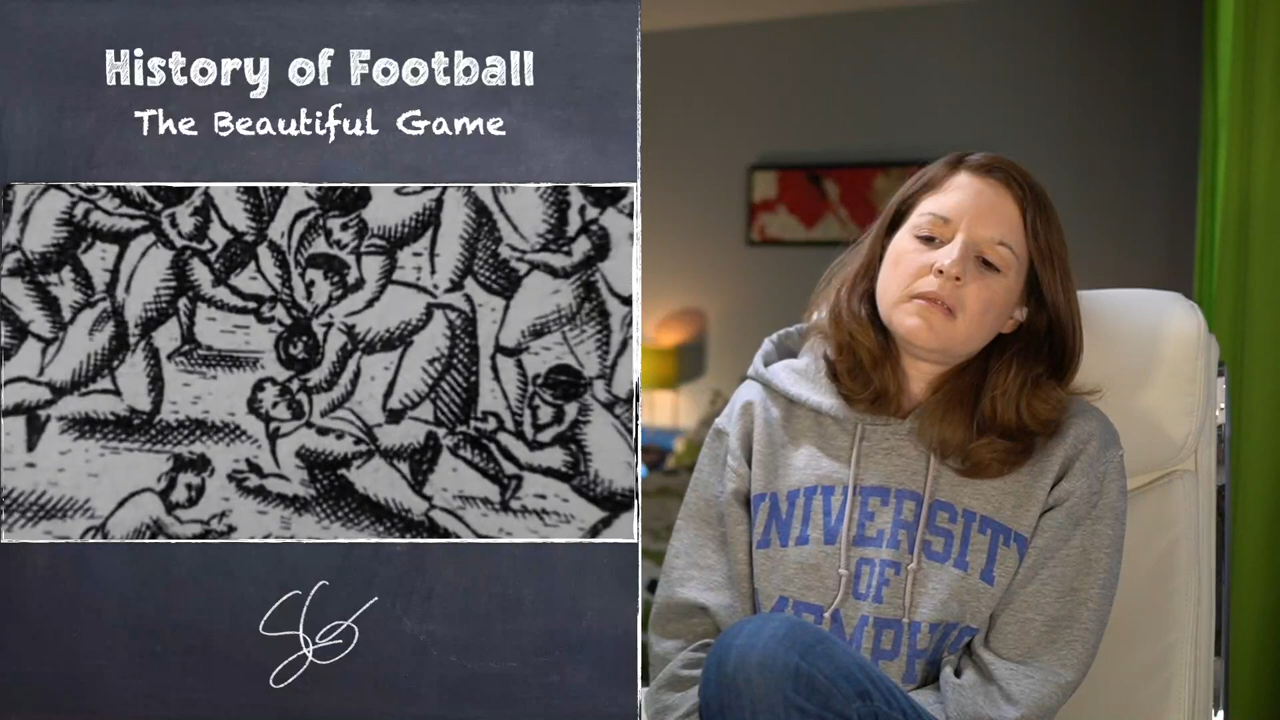 History of Football
The Beautiful Game
UNIVERSITY
OF
MEMPHIS